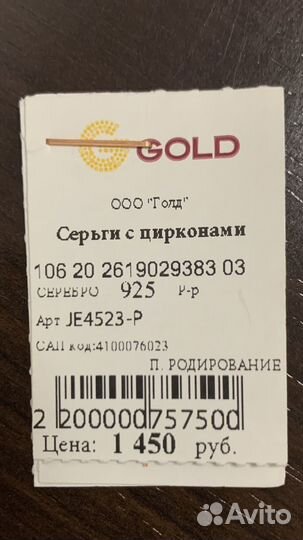 GOLD
ООО "Голд"
Серьги с цирконами
106 20 2619029383 03
СЕРЕБРО 925 Р-р
Арт JE4523-P
САП код:4100076023
П. РОДИРОВАНИЕ
2 200000 757500
Цена: 1 450 руб.
Avito